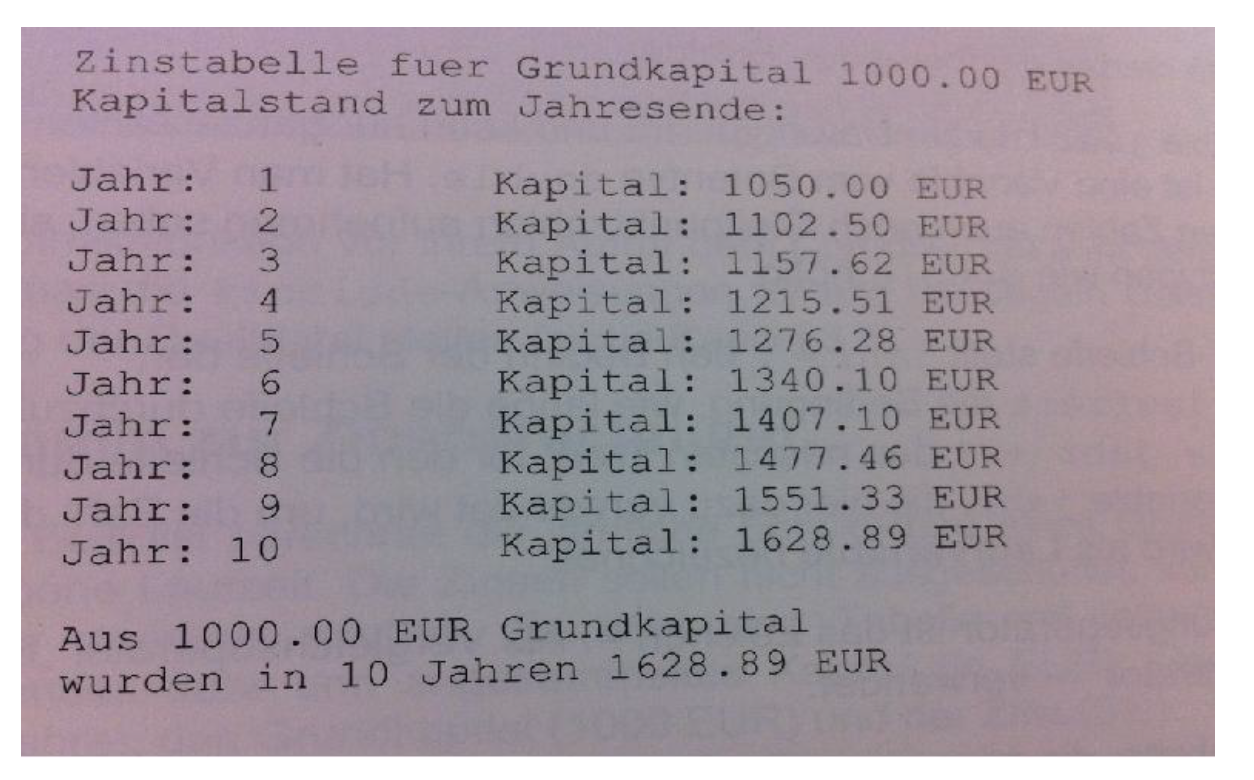 Zinstabelle fuer Grundkapital 1000.00 EUR
Kapitalstand zum Jahresende:
Jahr: 1 Kapital: 1050.00 EUR
Jahr: 2 Kapital: 1102.50 EUR
Jahr: 3 Kapital: 1157.62 EUR
Jahr: 4 Kapital: 1215.51 EUR
Jahr: 5 Kapital: 1276.28 EUR
Jahr: 6 Kapital: 1340.10 EUR
Jahr: 7 Kapital: 1407.10 EUR
Jahr: 8 Kapital: 1477.46 EUR
Jahr: 9 Kapital: 1551.33 EUR
Jahr: 10 Kapital: 1628.89 EUR
Aus 1000.00 EUR Grundkapital
wurden in 10 Jahren 1628.89 EUR